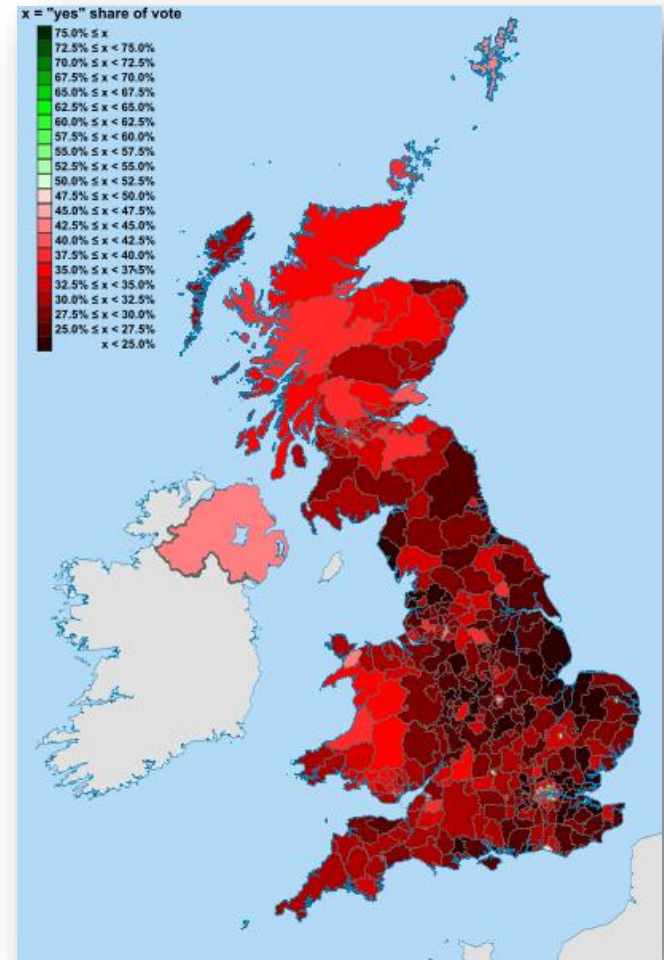 x = "yes" share of vote
75.0% ≤ x
72.5% ≤ x < 75.0%
70.0% ≤ x < 72.5%
67.5% ≤ x < 70.0%
65.0% ≤ x < 67.5%
62.5% ≤ x < 65.0%
60.0% ≤ x < 62.5%
57.5% ≤ x < 60.0%
55.0% ≤ x < 57.5%
52.5% ≤ x < 55.0%
50.0% ≤ x < 52.5%
47.5% ≤ x < 50.0%
45.0% ≤ x < 47.5%
42.5% ≤ x < 45.0%
40.0% ≤ x < 42.5%
37.5% ≤ x < 40.0%
35.0% ≤ x < 37.5%
32.5% ≤ x < 35.0%
30.0% ≤ x < 32.5%
27.5% ≤ x < 30.0%
25.0% ≤ x < 27.5%
x < 25.0%